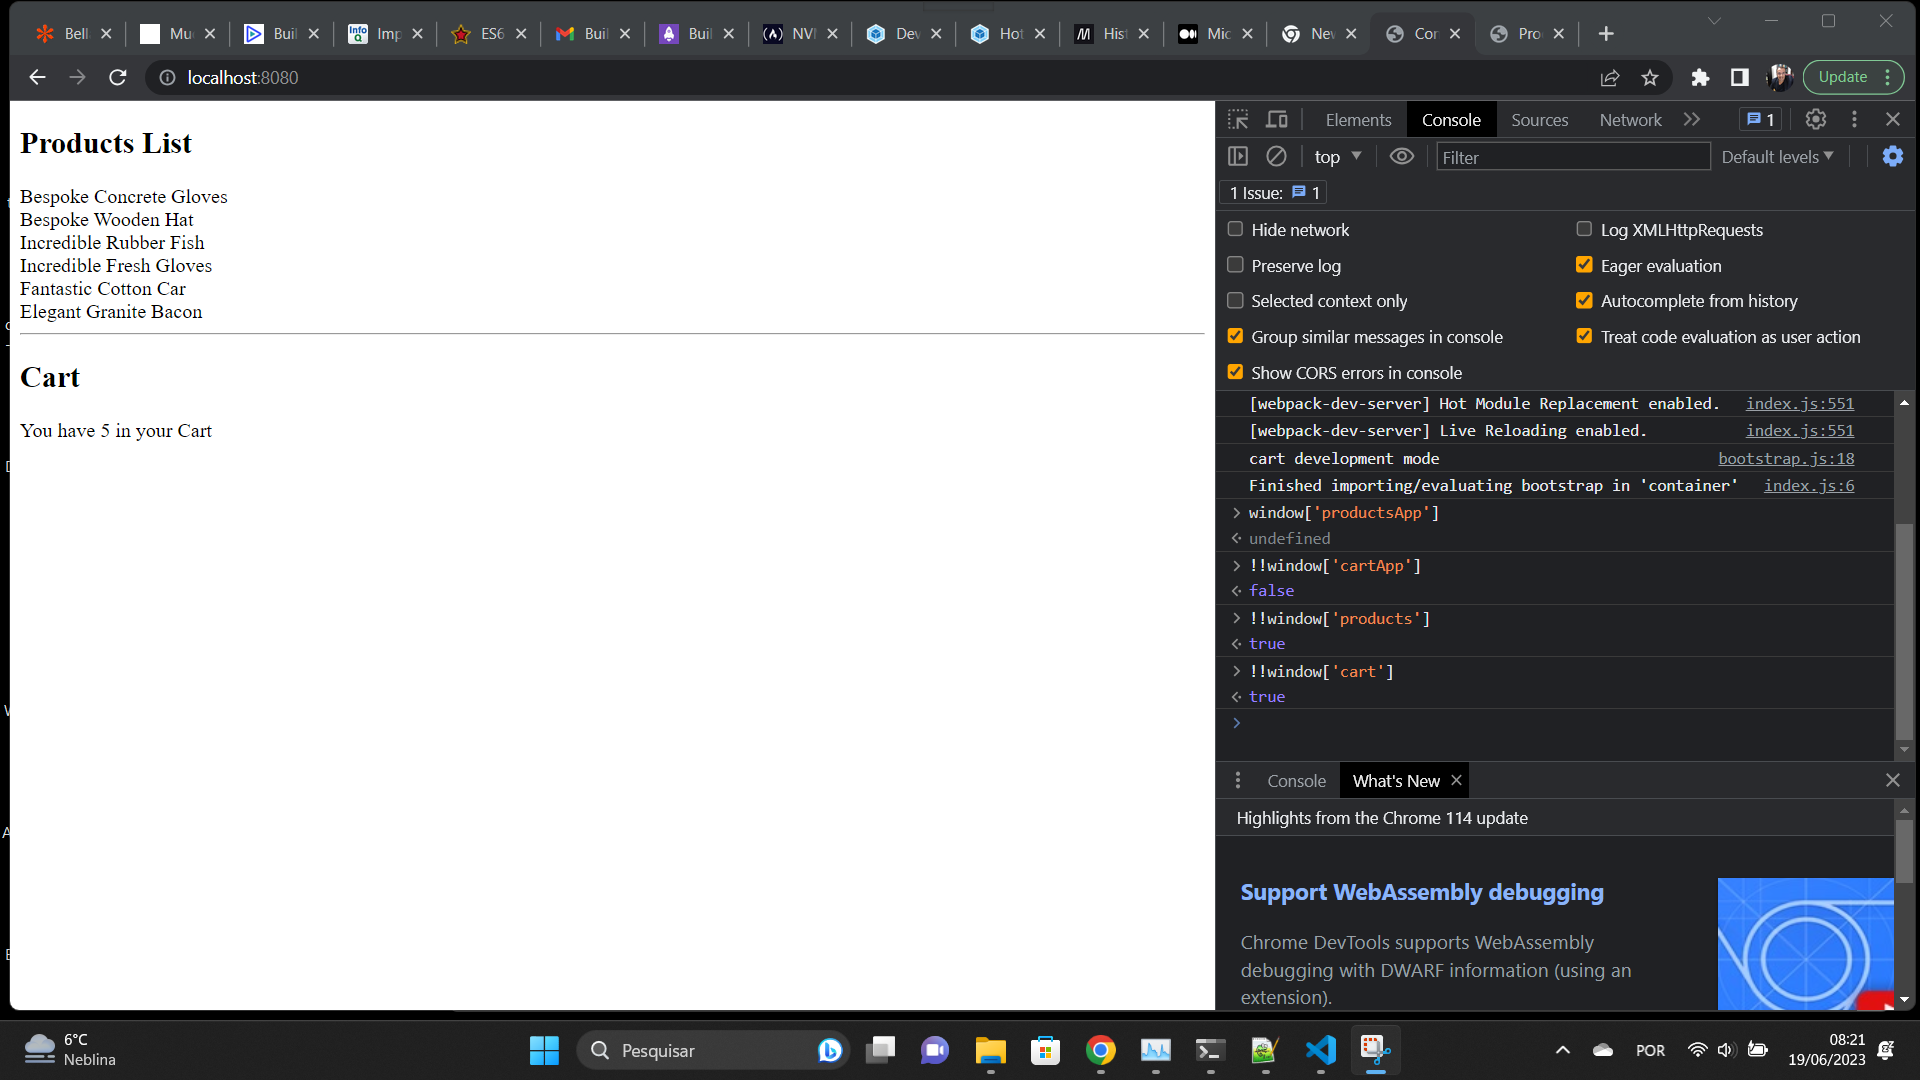 Bell
Mu
Buil
Info Q
Imp
ES6
Buil
Buil
(ʌ)
NV
Dev
Hot
Hist
Mic
Nev
Cor
Pro
localhost:8080
Update
Products List
Bespoke Concrete Gloves
Bespoke Wooden Hat
Incredible Rubber Fish
Incredible Fresh Gloves
Fantastic Cotton Car
Elegant Granite Bacon
Cart
You have 5 in your Cart
Elements
Console
Sources
Network
1
top
Filter
Default levels
1 Issue: 1
Hide network
Log XMLHttpRequests
Preserve log
Eager evaluation
Selected context only
Autocomplete from history
Group similar messages in console
Treat code evaluation as user action
Show CORS errors in console
[webpack-dev-server] Hot Module Replacement enabled. index.js:551
[webpack-dev-server] Live Reloading enabled. index.js:551
cart development mode bootstrap.js:18
Finished importing/evaluating bootstrap in 'container' index.js:6
window['productsApp']
undefined
!!window['cartApp']
false
!!window['products']
true
!!window['cart']
true
Console
What's New
Highlights from the Chrome 114 update
Support WebAssembly debugging
Chrome DevTools supports WebAssembly
debugging with DWARF information (using an
extension).
6°C
Neblina
Pesquisar
POR
08:21
19/06/2023